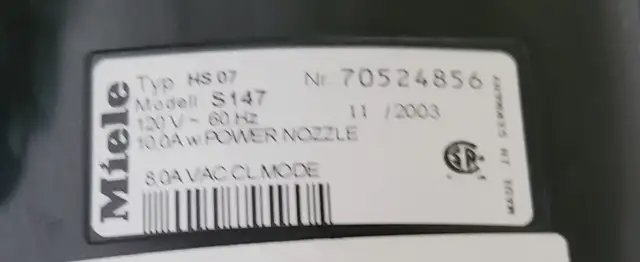 Miele
Typ HS 07 Nr. 70524856
Modell S147 11 / 2003
120 V ~ 60 Hz
10.0A w. POWER NOZZLE
8.0A VAC.CL.MODE
MADE